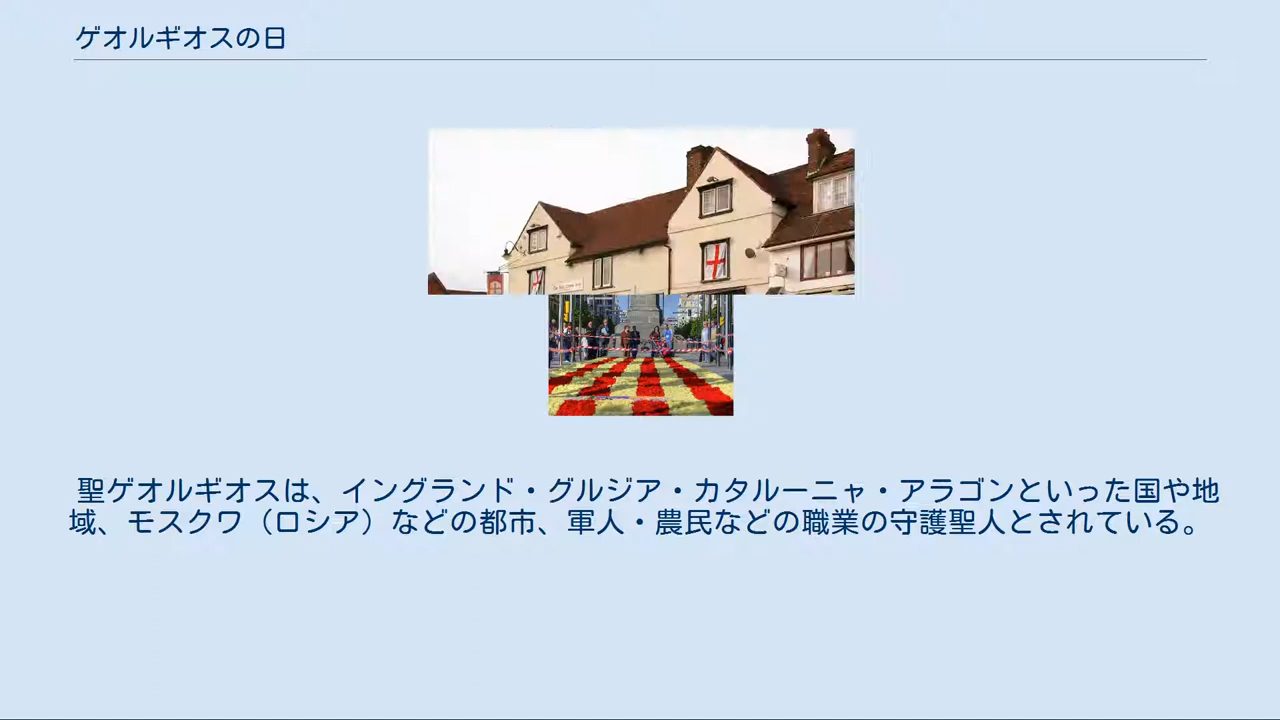 ゲオルギオスの日
聖ゲオルギオスは、イングランド・グルジア・カタルーニャ・アラゴンといった国や地
域、モスクワ（ロシア）などの都市、軍人・農民などの職業の守護聖人とされている。